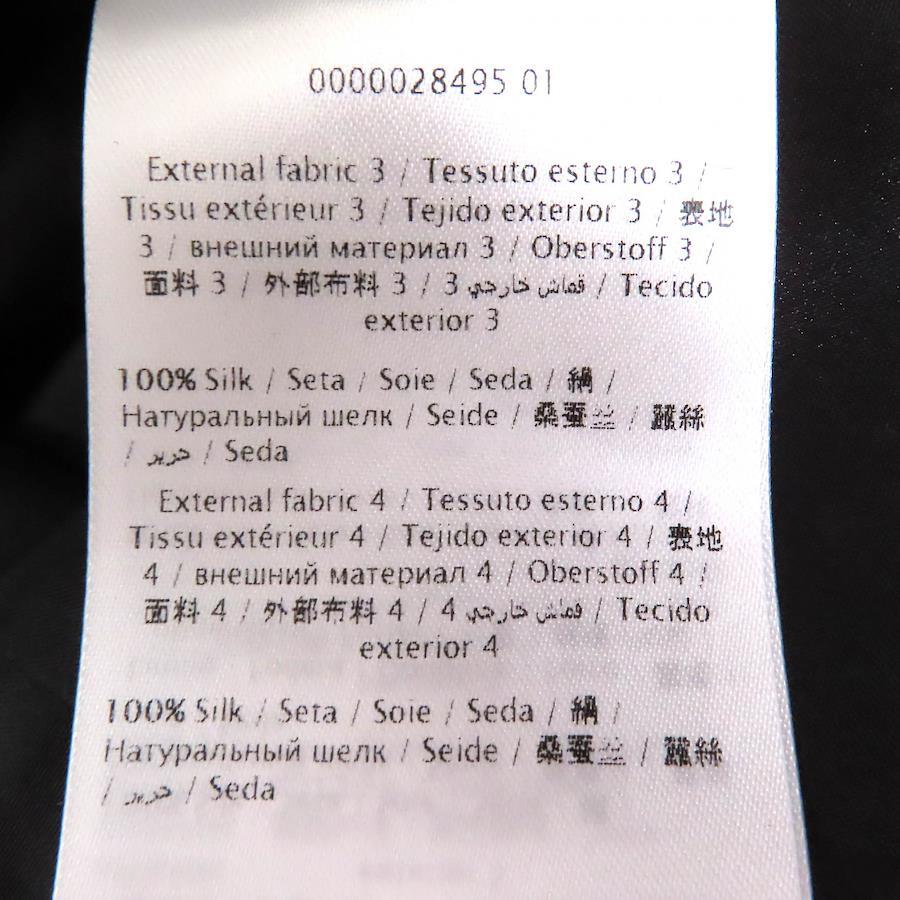 0000028495 01
External fabric 3 / Tessuto esterno 3 /
Tissu extérieur 3 / Tejido exterior 3 / 表地
3 / внешний материал 3 / Oberstoff 3 /
面料 3 / 外部布料 3 / 3 قماش خارجي / Tecido
exterior 3
100% Silk / Seta / Soie / Seda / 絹 /
Натуральный шелк / Seide / 桑蚕丝 / 蠶絲
/ حرير / Seda
External fabric 4 / Tessuto esterno 4 /
Tissu extérieur 4 / Tejido exterior 4 / 表地
4 / внешний материал 4 / Oberstoff 4 /
面料 4 / 外部布料 4 / 4 قماش خارجي / Tecido
exterior 4
100% Silk / Seta / Soie / Seda / 絹 /
Натуральный шелк / Seide / 桑蚕丝 / 蠶絲
/ حرير / Seda